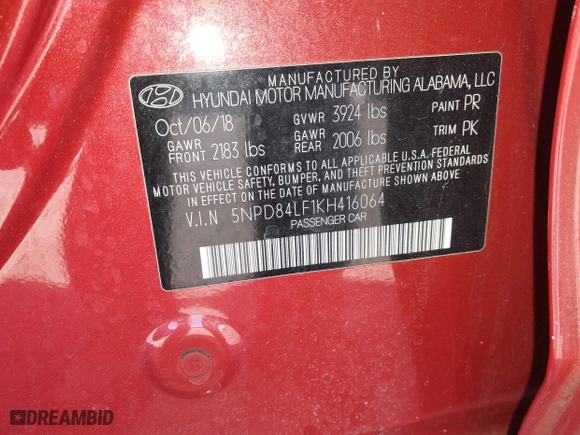 MANUFACTURED BY
HYUNDAI MOTOR MANUFACTURING ALABAMA, LLC
Oct/06/18 GVWR 3924 lbs PAINT PR
GAWR FRONT 2183 lbs GAWR REAR 2006 lbs TRIM PK
THIS VEHICLE CONFORMS TO ALL APPLICABLE U.S.A. FEDERAL
MOTOR VEHICLE SAFETY, BUMPER, AND THEFT PREVENTION STANDARDS
IN EFFECT ON THE DATE OF MANUFACTURE SHOWN ABOVE.
V.I.N 5NPD84LF1KH416064
PASSENGER CAR
DREAMBID